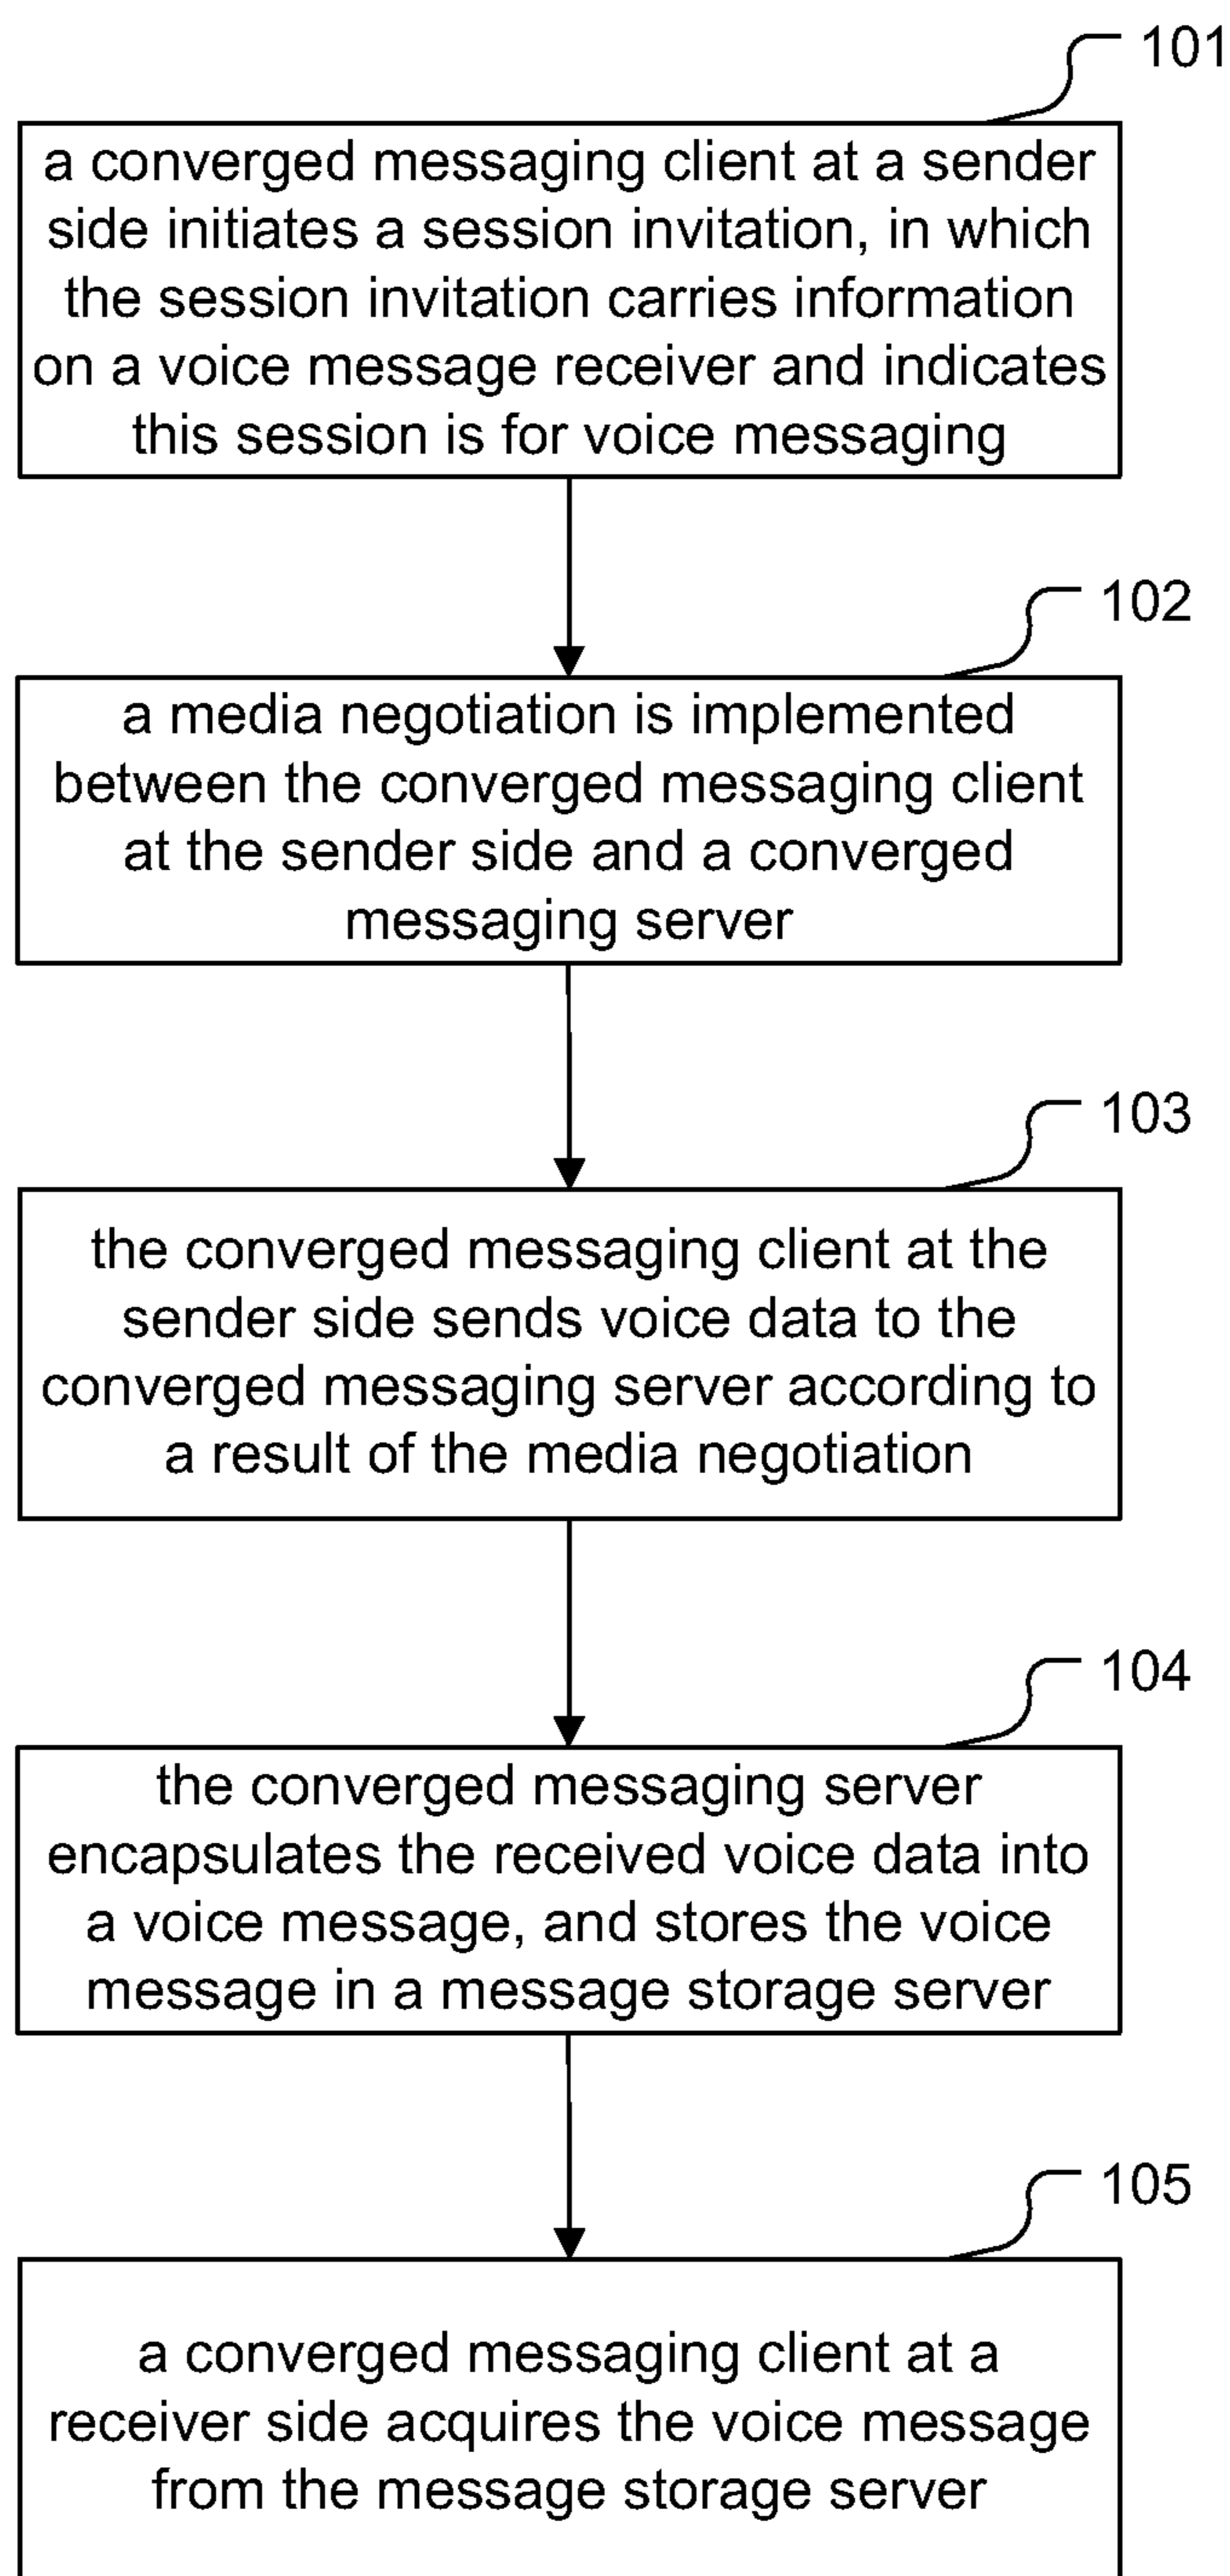 101
a converged messaging client at a sender
side initiates a session invitation, in which
the session invitation carries information
on a voice message receiver and indicates
this session is for voice messaging
102
a media negotiation is implemented
between the converged messaging client
at the sender side and a converged
messaging server
103
the converged messaging client at the
sender side sends voice data to the
converged messaging server according to
a result of the media negotiation
104
the converged messaging server
encapsulates the received voice data into
a voice message, and stores the voice
message in a message storage server
105
a converged messaging client at a
receiver side acquires the voice message
from the message storage server